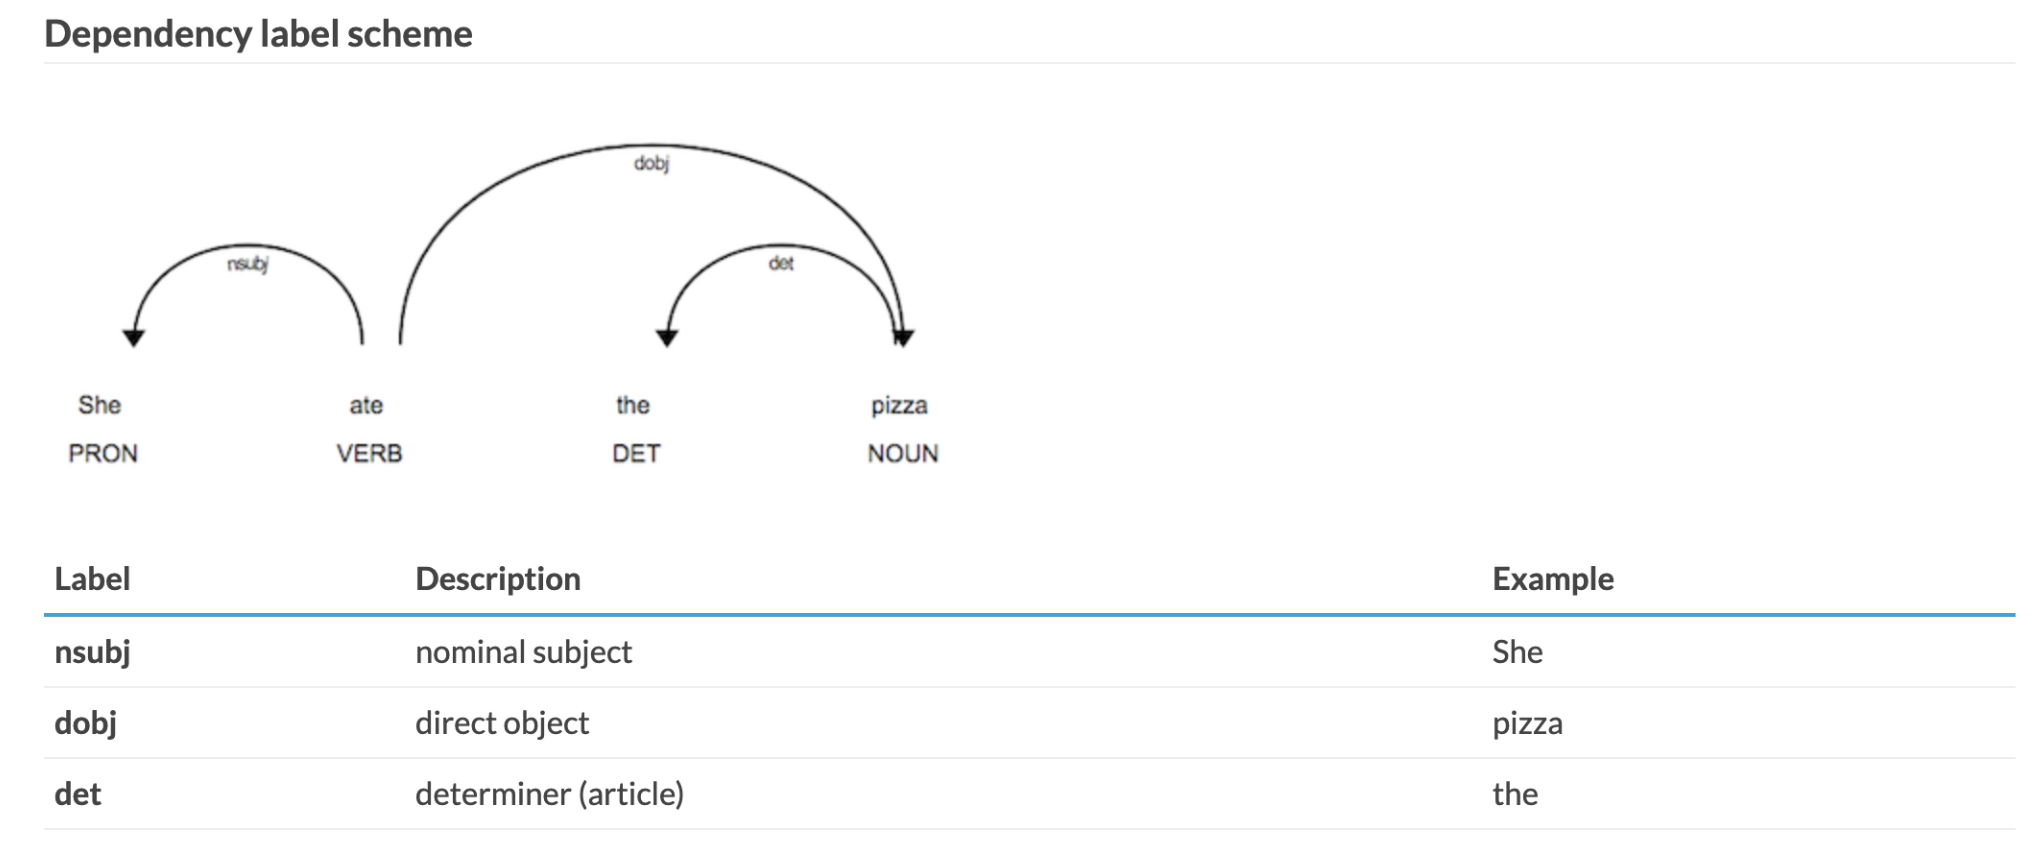 Dependency label scheme
dobj
nsubj det
She ate the pizza
PRON VERB DET NOUN
Label Description Example
nsubj nominal subject She
dobj direct object pizza
det determiner (article) the